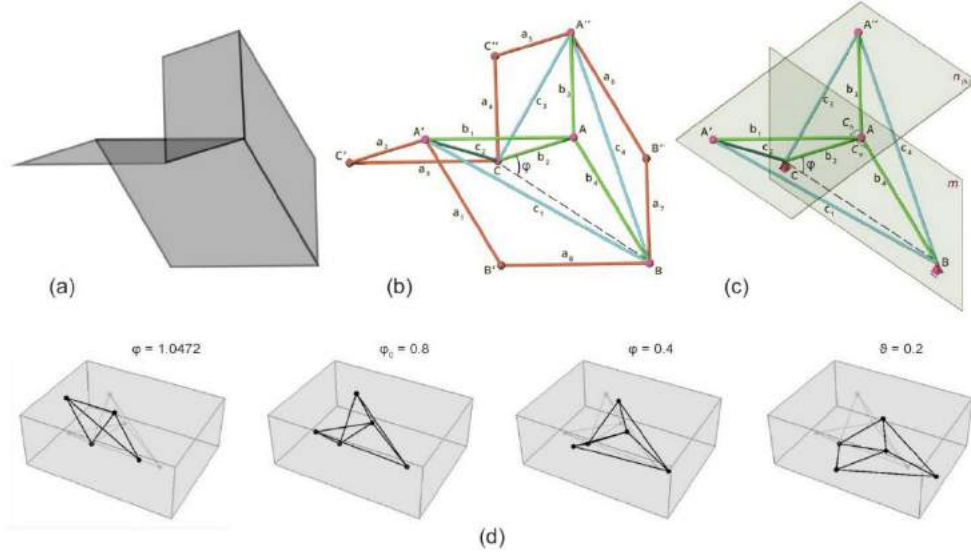 A''
C''
a₅
a₄
c₃
b₃
a₆
A'
b₁
A
B''
C'
a₂
c₂
b₂
C
φ
a₃
b₄
c₄
a₁
c₁
a₇
B'
a₈
B
(a)
(b)
A''
c₃
b₃
A'
b₁
A
c₂
b₂
C
φ
m
b₄
c₄
c₁
B
(c)
φ = 1.0472
φ₀ = 0.8
φ = 0.4
ϑ = 0.2
(d)